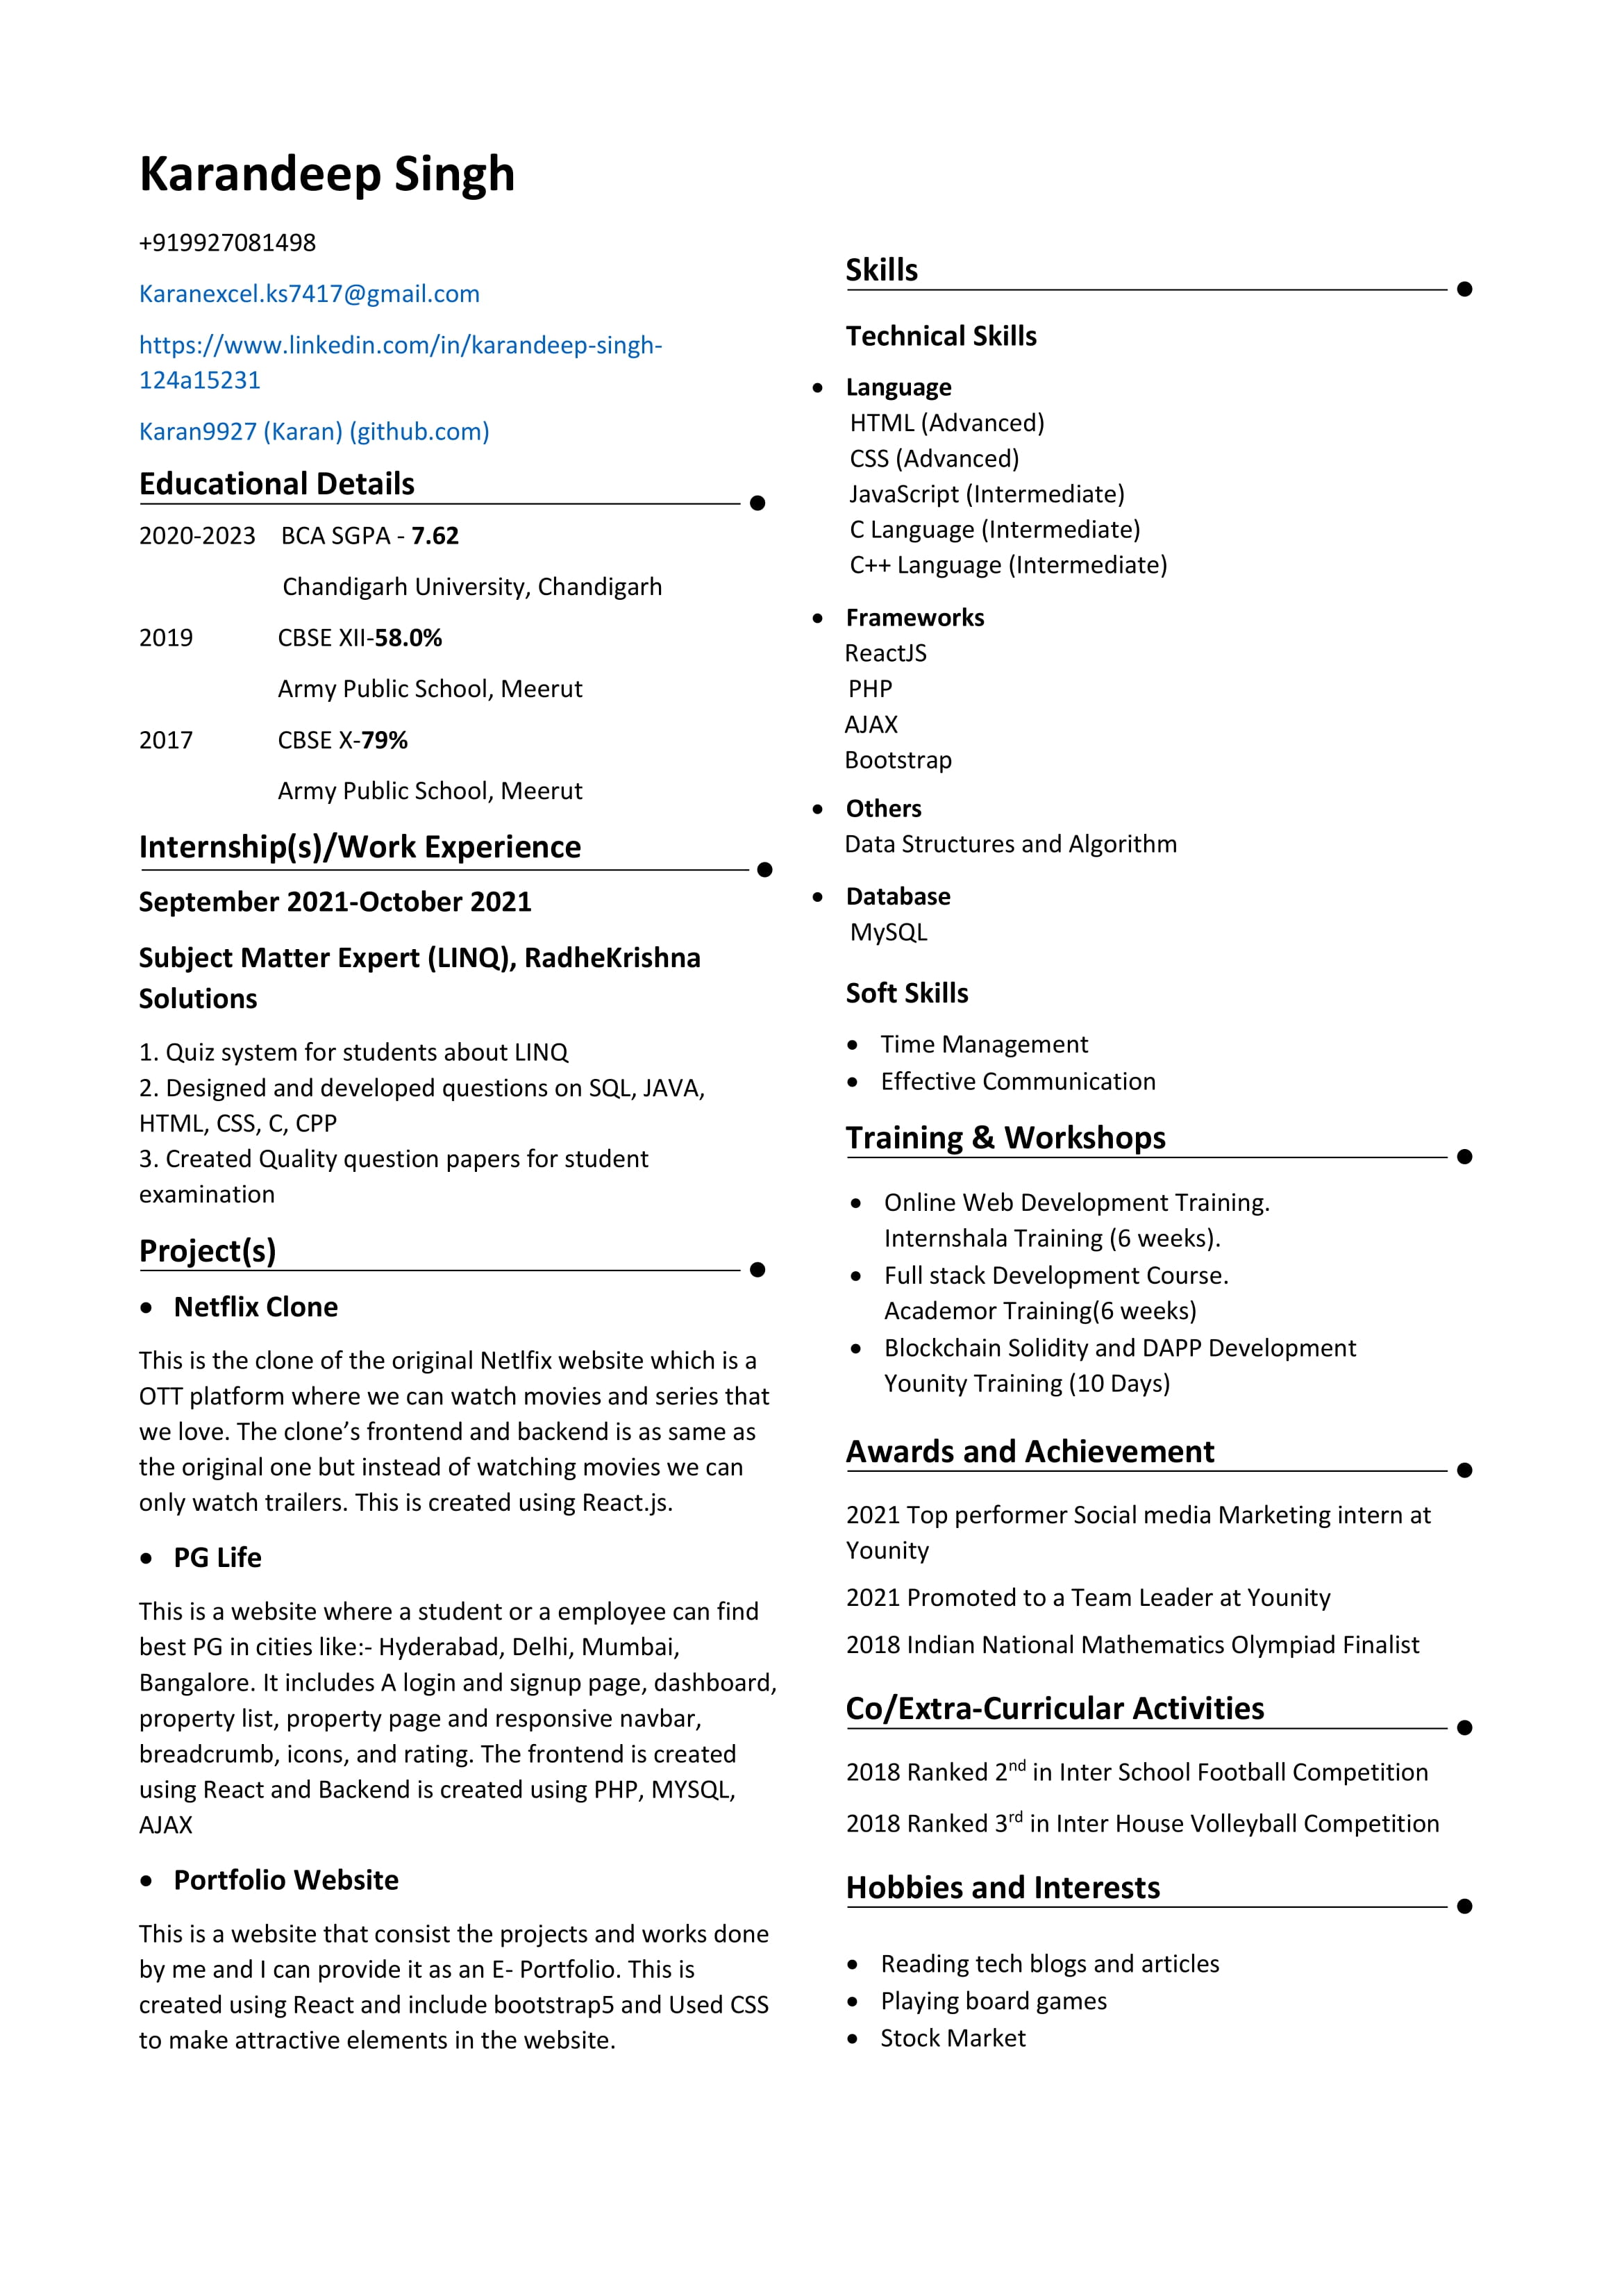 Karandeep Singh
+919927081498
Karanexcel.ks7417@gmail.com
https://www.linkedin.com/in/karandeep-singh-
124a15231
Karan9927 (Karan) (github.com)
Educational Details
2020-2023 BCA SGPA - 7.62
Chandigarh University, Chandigarh
2019 CBSE XII-58.0%
Army Public School, Meerut
2017 CBSE X-79%
Army Public School, Meerut
Internship(s)/Work Experience
September 2021-October 2021
Subject Matter Expert (LINQ), RadheKrishna
Solutions
1. Quiz system for students about LINQ
2. Designed and developed questions on SQL, JAVA,
HTML, CSS, C, CPP
3. Created Quality question papers for student
examination
Project(s)
• Netflix Clone
This is the clone of the original Netlfix website which is a
OTT platform where we can watch movies and series that
we love. The clone’s frontend and backend is as same as
the original one but instead of watching movies we can
only watch trailers. This is created using React.js.
• PG Life
This is a website where a student or a employee can find
best PG in cities like:- Hyderabad, Delhi, Mumbai,
Bangalore. It includes A login and signup page, dashboard,
property list, property page and responsive navbar,
breadcrumb, icons, and rating. The frontend is created
using React and Backend is created using PHP, MYSQL,
AJAX
• Portfolio Website
This is a website that consist the projects and works done
by me and I can provide it as an E- Portfolio. This is
created using React and include bootstrap5 and Used CSS
to make attractive elements in the website.
Skills
Technical Skills
• Language
HTML (Advanced)
CSS (Advanced)
JavaScript (Intermediate)
C Language (Intermediate)
C++ Language (Intermediate)
• Frameworks
ReactJS
PHP
AJAX
Bootstrap
• Others
Data Structures and Algorithm
• Database
MySQL
Soft Skills
• Time Management
• Effective Communication
Training & Workshops
• Online Web Development Training.
Internshala Training (6 weeks).
• Full stack Development Course.
Academor Training(6 weeks)
• Blockchain Solidity and DAPP Development
Younity Training (10 Days)
Awards and Achievement
2021 Top performer Social media Marketing intern at
Younity
2021 Promoted to a Team Leader at Younity
2018 Indian National Mathematics Olympiad Finalist
Co/Extra-Curricular Activities
2018 Ranked 2nd in Inter School Football Competition
2018 Ranked 3rd in Inter House Volleyball Competition
Hobbies and Interests
• Reading tech blogs and articles
• Playing board games
• Stock Market